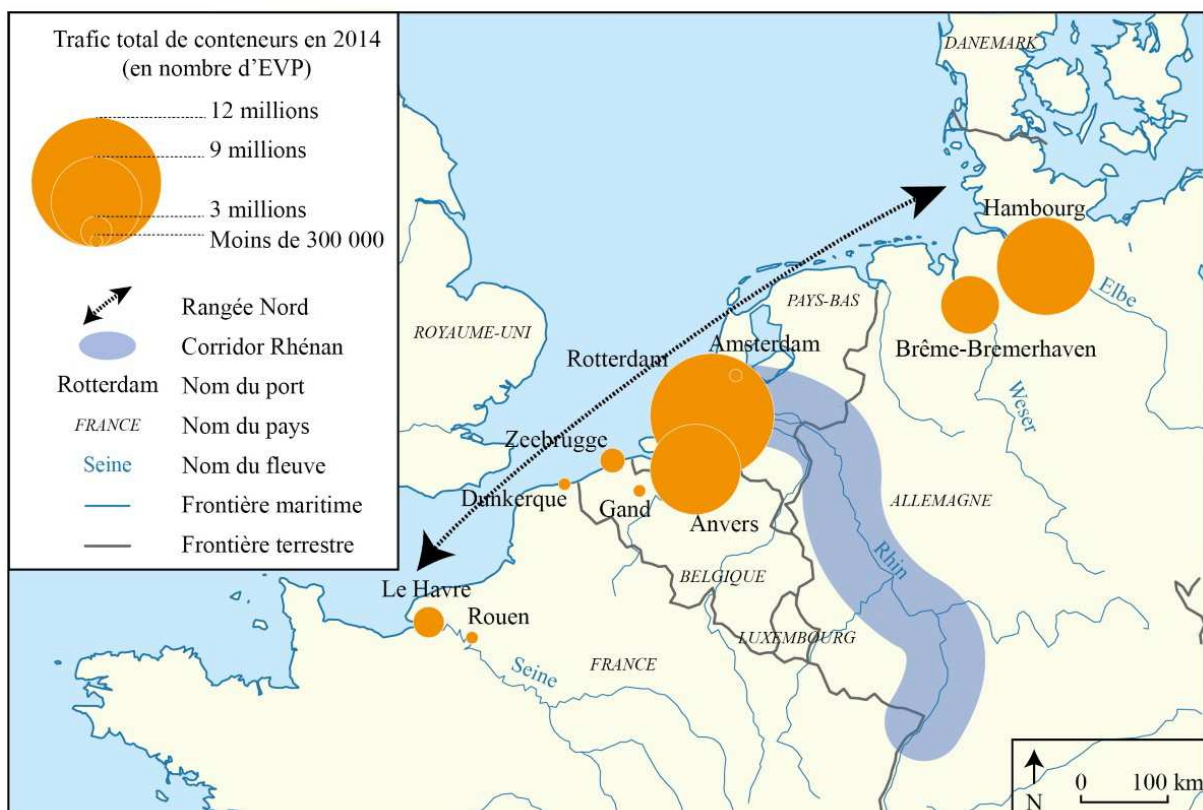 Trafic total de conteneurs en 2014
(en nombre d'EVP)
12 millions
9 millions
3 millions
Moins de 300 000
Rangée Nord
Corridor Rhénan
Rotterdam Nom du port
FRANCE Nom du pays
Seine Nom du fleuve
Frontière maritime
Frontière terrestre
DANEMARK
Hambourg
Elbe
PAYS-BAS
ROYAUME-UNI
Amsterdam
Rotterdam
Brême-Bremerhaven
Weser
Zeebrugge
Dunkerque
Gand
Anvers
ALLEMAGNE
Rhin
BELGIQUE
Le Havre
Rouen
LUXEMBOURG
Seine
FRANCE
N
0 100 km